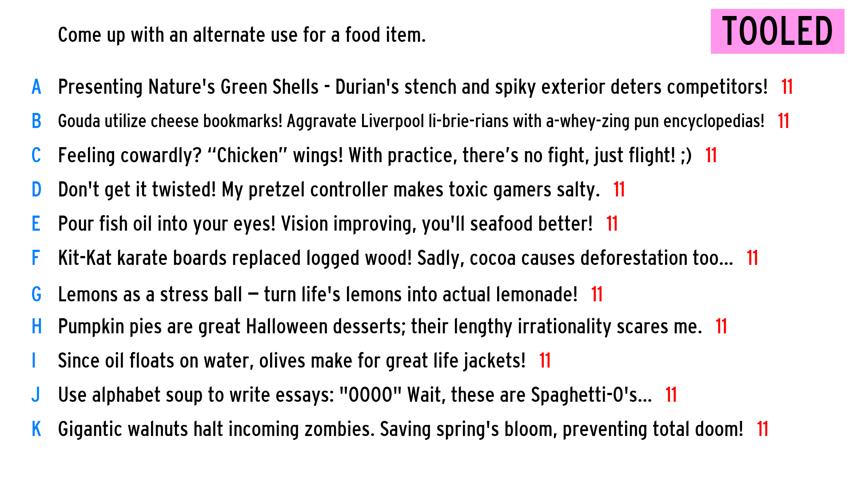 Come up with an alternate use for a food item.
TOOLED
A Presenting Nature's Green Shells - Durian's stench and spiky exterior deters competitors! 11
B Gouda utilize cheese bookmarks! Aggravate Liverpool li-brie-rians with a-whey-zing pun encyclopedias! 11
C Feeling cowardly? “Chicken” wings! With practice, there’s no fight, just flight! ;) 11
D Don't get it twisted! My pretzel controller makes toxic gamers salty. 11
E Pour fish oil into your eyes! Vision improving, you'll seafood better! 11
F Kit-Kat karate boards replaced logged wood! Sadly, cocoa causes deforestation too... 11
G Lemons as a stress ball – turn life's lemons into actual lemonade! 11
H Pumpkin pies are great Halloween desserts; their lengthy irrationality scares me. 11
I Since oil floats on water, olives make for great life jackets! 11
J Use alphabet soup to write essays: "OOOO" Wait, these are Spaghetti-O's... 11
K Gigantic walnuts halt incoming zombies. Saving spring's bloom, preventing total doom! 11